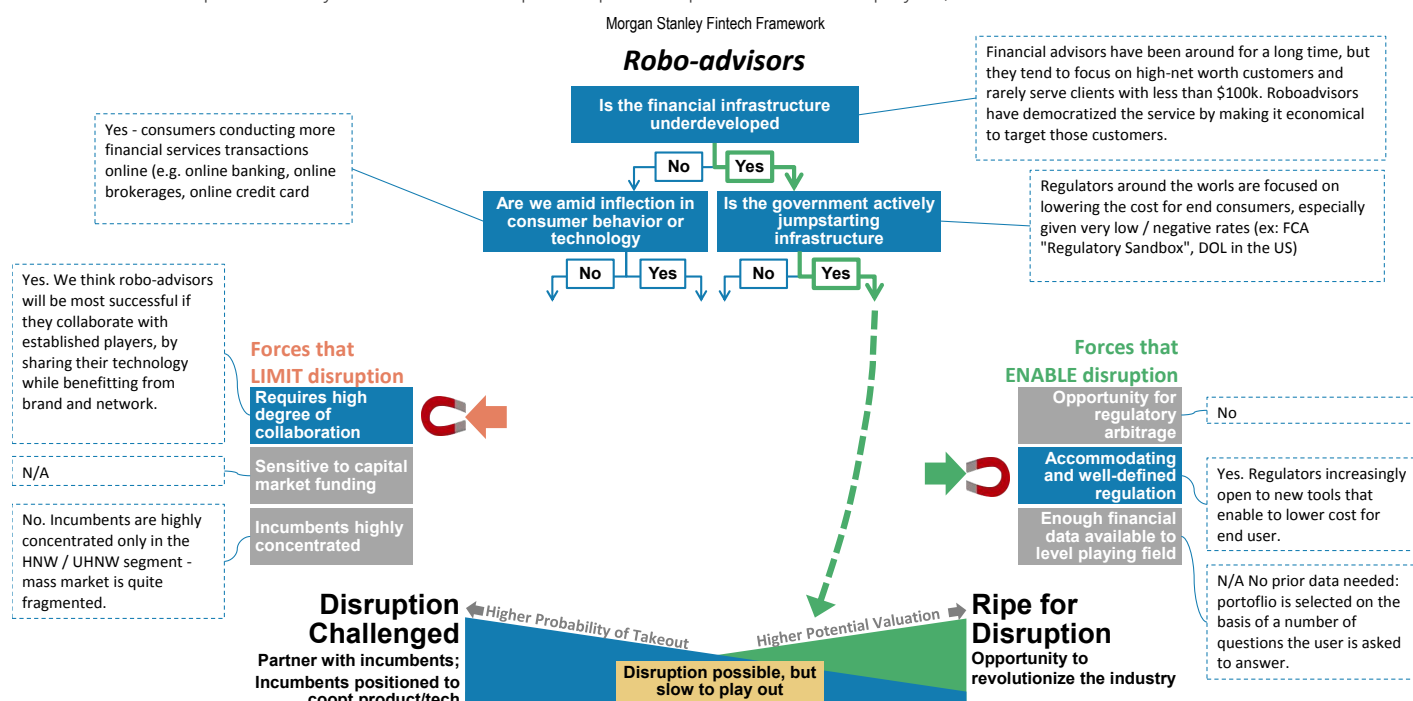 Morgan Stanley Fintech Framework
Robo-advisors
Financial advisors have been around for a long time, but
they tend to focus on high-net worth customers and
rarely serve clients with less than $100k. Roboadvisors
have democratized the service by making it economical
to target those customers.
Is the financial infrastructure
underdeveloped
Yes - consumers conducting more
financial services transactions
online (e.g. online banking, online
brokerages, online credit card
No
Yes
Regulators around the worls are focused on
lowering the cost for end consumers, especially
given very low / negative rates (ex: FCA
"Regulatory Sandbox", DOL in the US)
Are we amid inflection in
consumer behavior or
technology
Is the government actively
jumpstarting
infrastructure
No
Yes
No
Yes
Yes. We think robo-advisors
will be most successful if
they collaborate with
established players, by
sharing their technology
while benefitting from
brand and network.
Forces that
LIMIT disruption
Requires high
degree of
collaboration
N/A
Sensitive to capital
market funding
No. Incumbents are highly
concentrated only in the
HNW / UHNW segment -
mass market is quite
fragmented.
Incumbents highly
concentrated
Forces that
ENABLE disruption
Opportunity for
regulatory
arbitrage
No
Accommodating
and well-defined
regulation
Yes. Regulators increasingly
open to new tools that
enable to lower cost for
end user.
Enough financial
data available to
level playing field
N/A No prior data needed:
portoflio is selected on the
basis of a number of
questions the user is asked
to answer.
Disruption
Challenged
Partner with incumbents;
Incumbents positioned to
coopt product/tech
Higher Probability of Takeout
Higher Potential Valuation
Disruption possible, but
slow to play out
Ripe for
Disruption
Opportunity to
revolutionize the industry